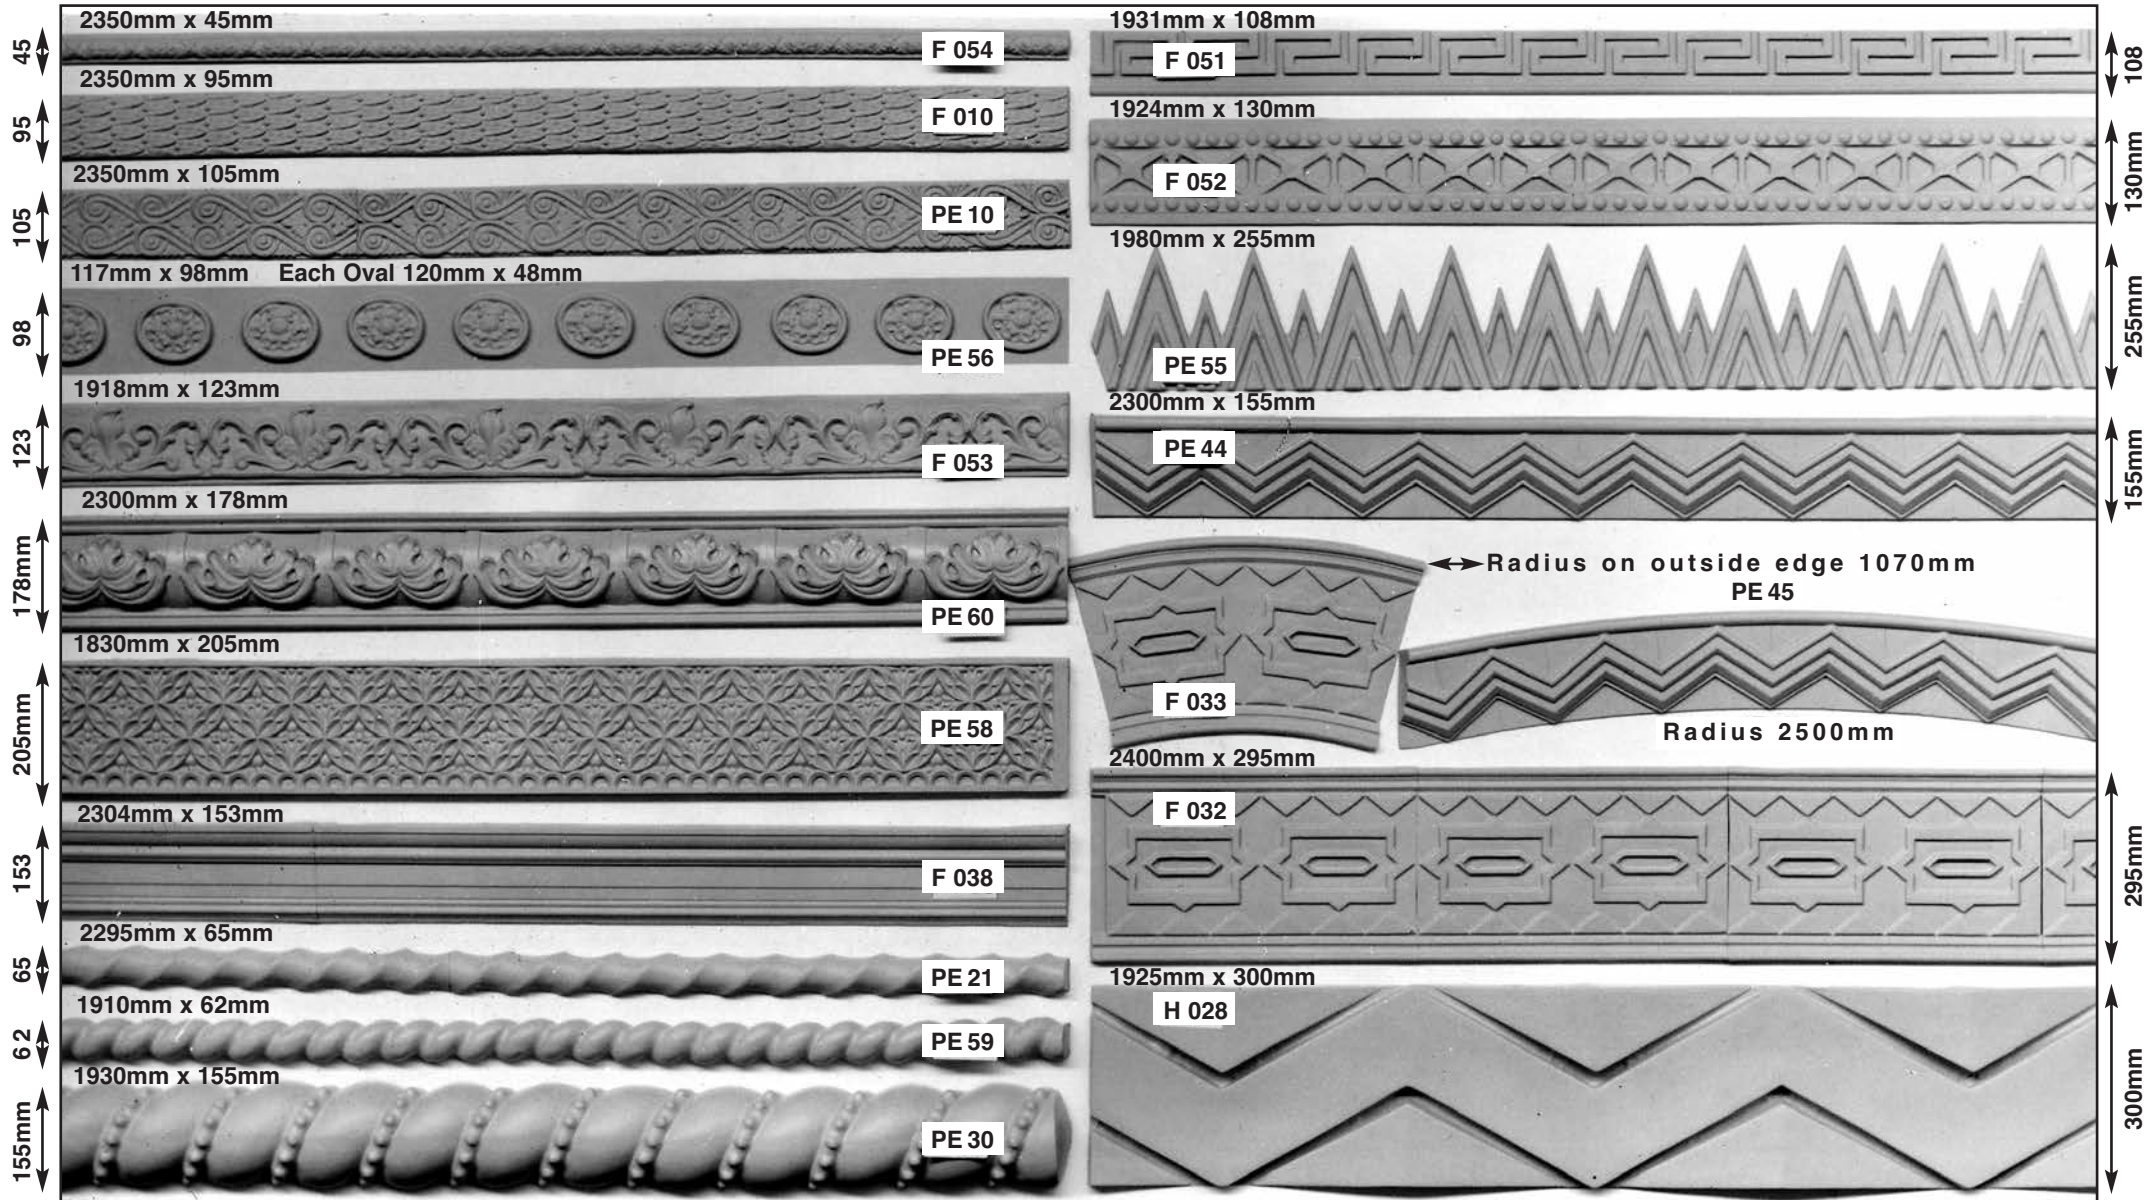 2350mm x 45mm
45
F 054
2350mm x 95mm
95
F 010
2350mm x 105mm
105
PE 10
117mm x 98mm Each Oval 120mm x 48mm
98
PE 56
1918mm x 123mm
123
F 053
2300mm x 178mm
178mm
PE 60
1830mm x 205mm
205mm
PE 58
2304mm x 153mm
153
F 038
2295mm x 65mm
65
PE 21
1910mm x 62mm
62
PE 59
1930mm x 155mm
155mm
PE 30
1931mm x 108mm
F 051
108
1924mm x 130mm
F 052
130mm
1980mm x 255mm
PE 55
255mm
2300mm x 155mm
PE 44
155mm
Radius on outside edge 1070mm
PE 45
F 033
Radius 2500mm
2400mm x 295mm
F 032
295mm
1925mm x 300mm
H 028
300mm